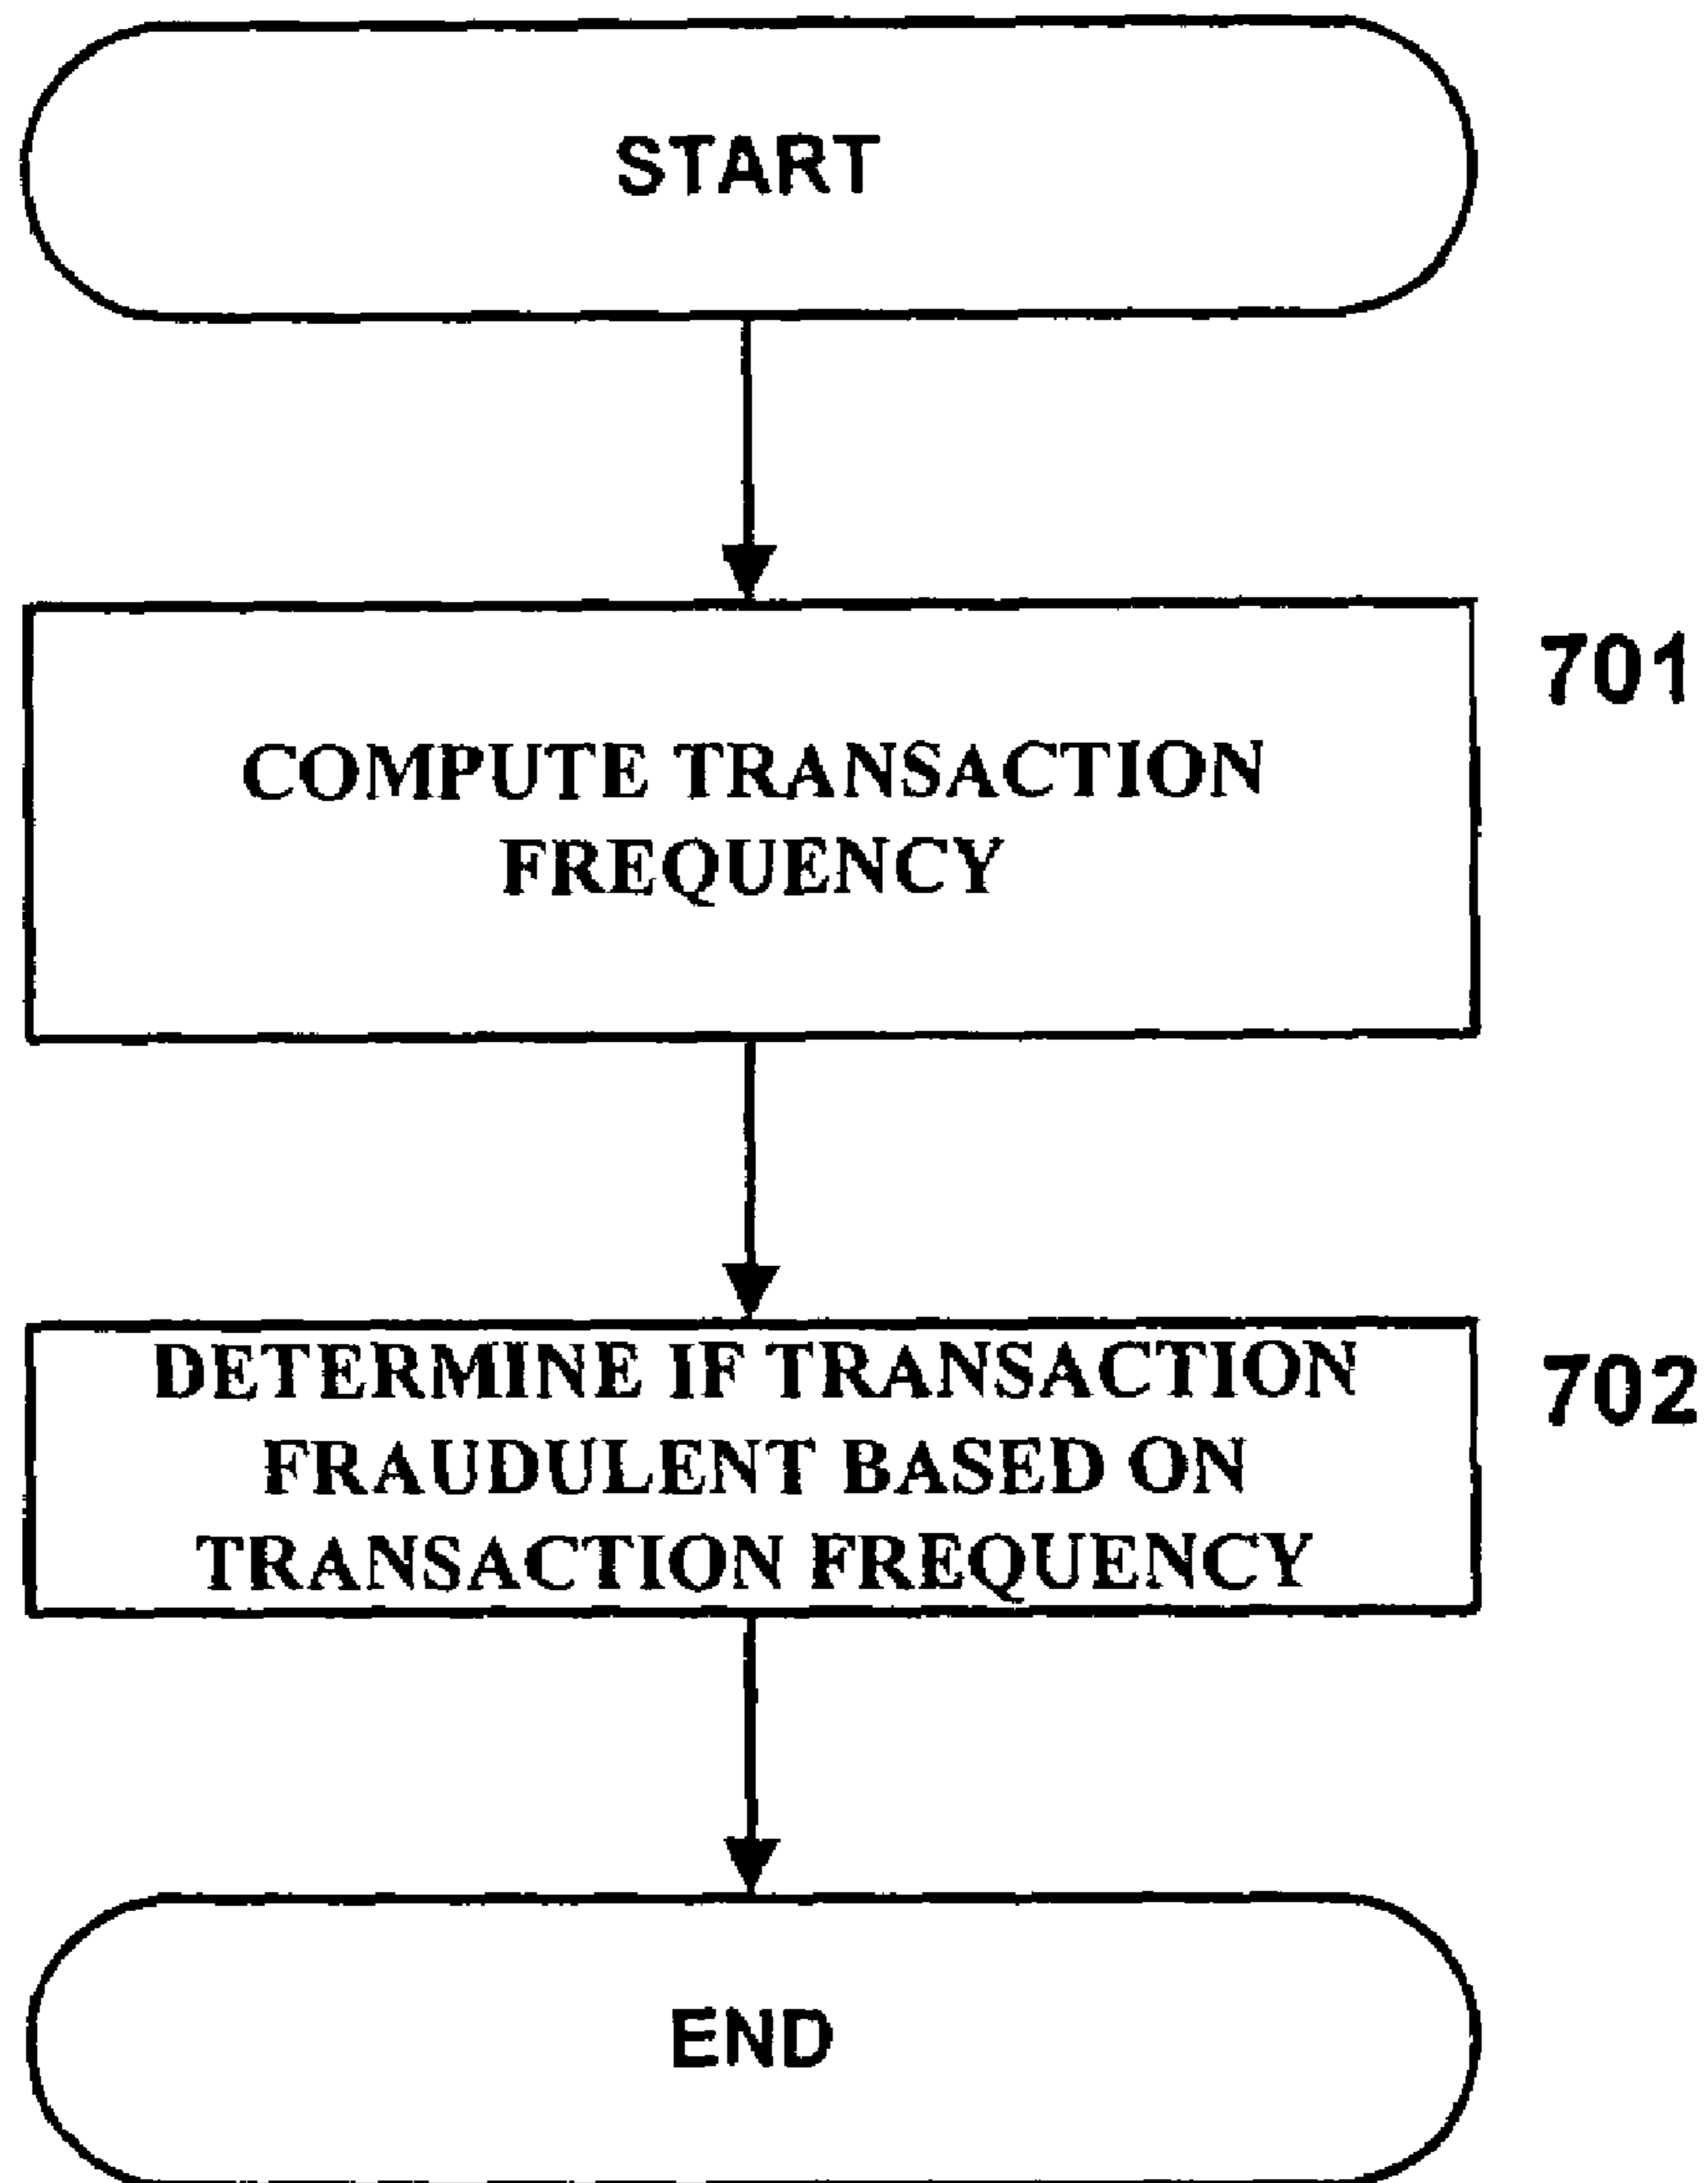 START
701
COMPUTE TRANSACTION
FREQUENCY
702
DETERMINE IF TRANSACTION
FRAUDULENT BASED ON
TRANSACTION FREQUENCY
END